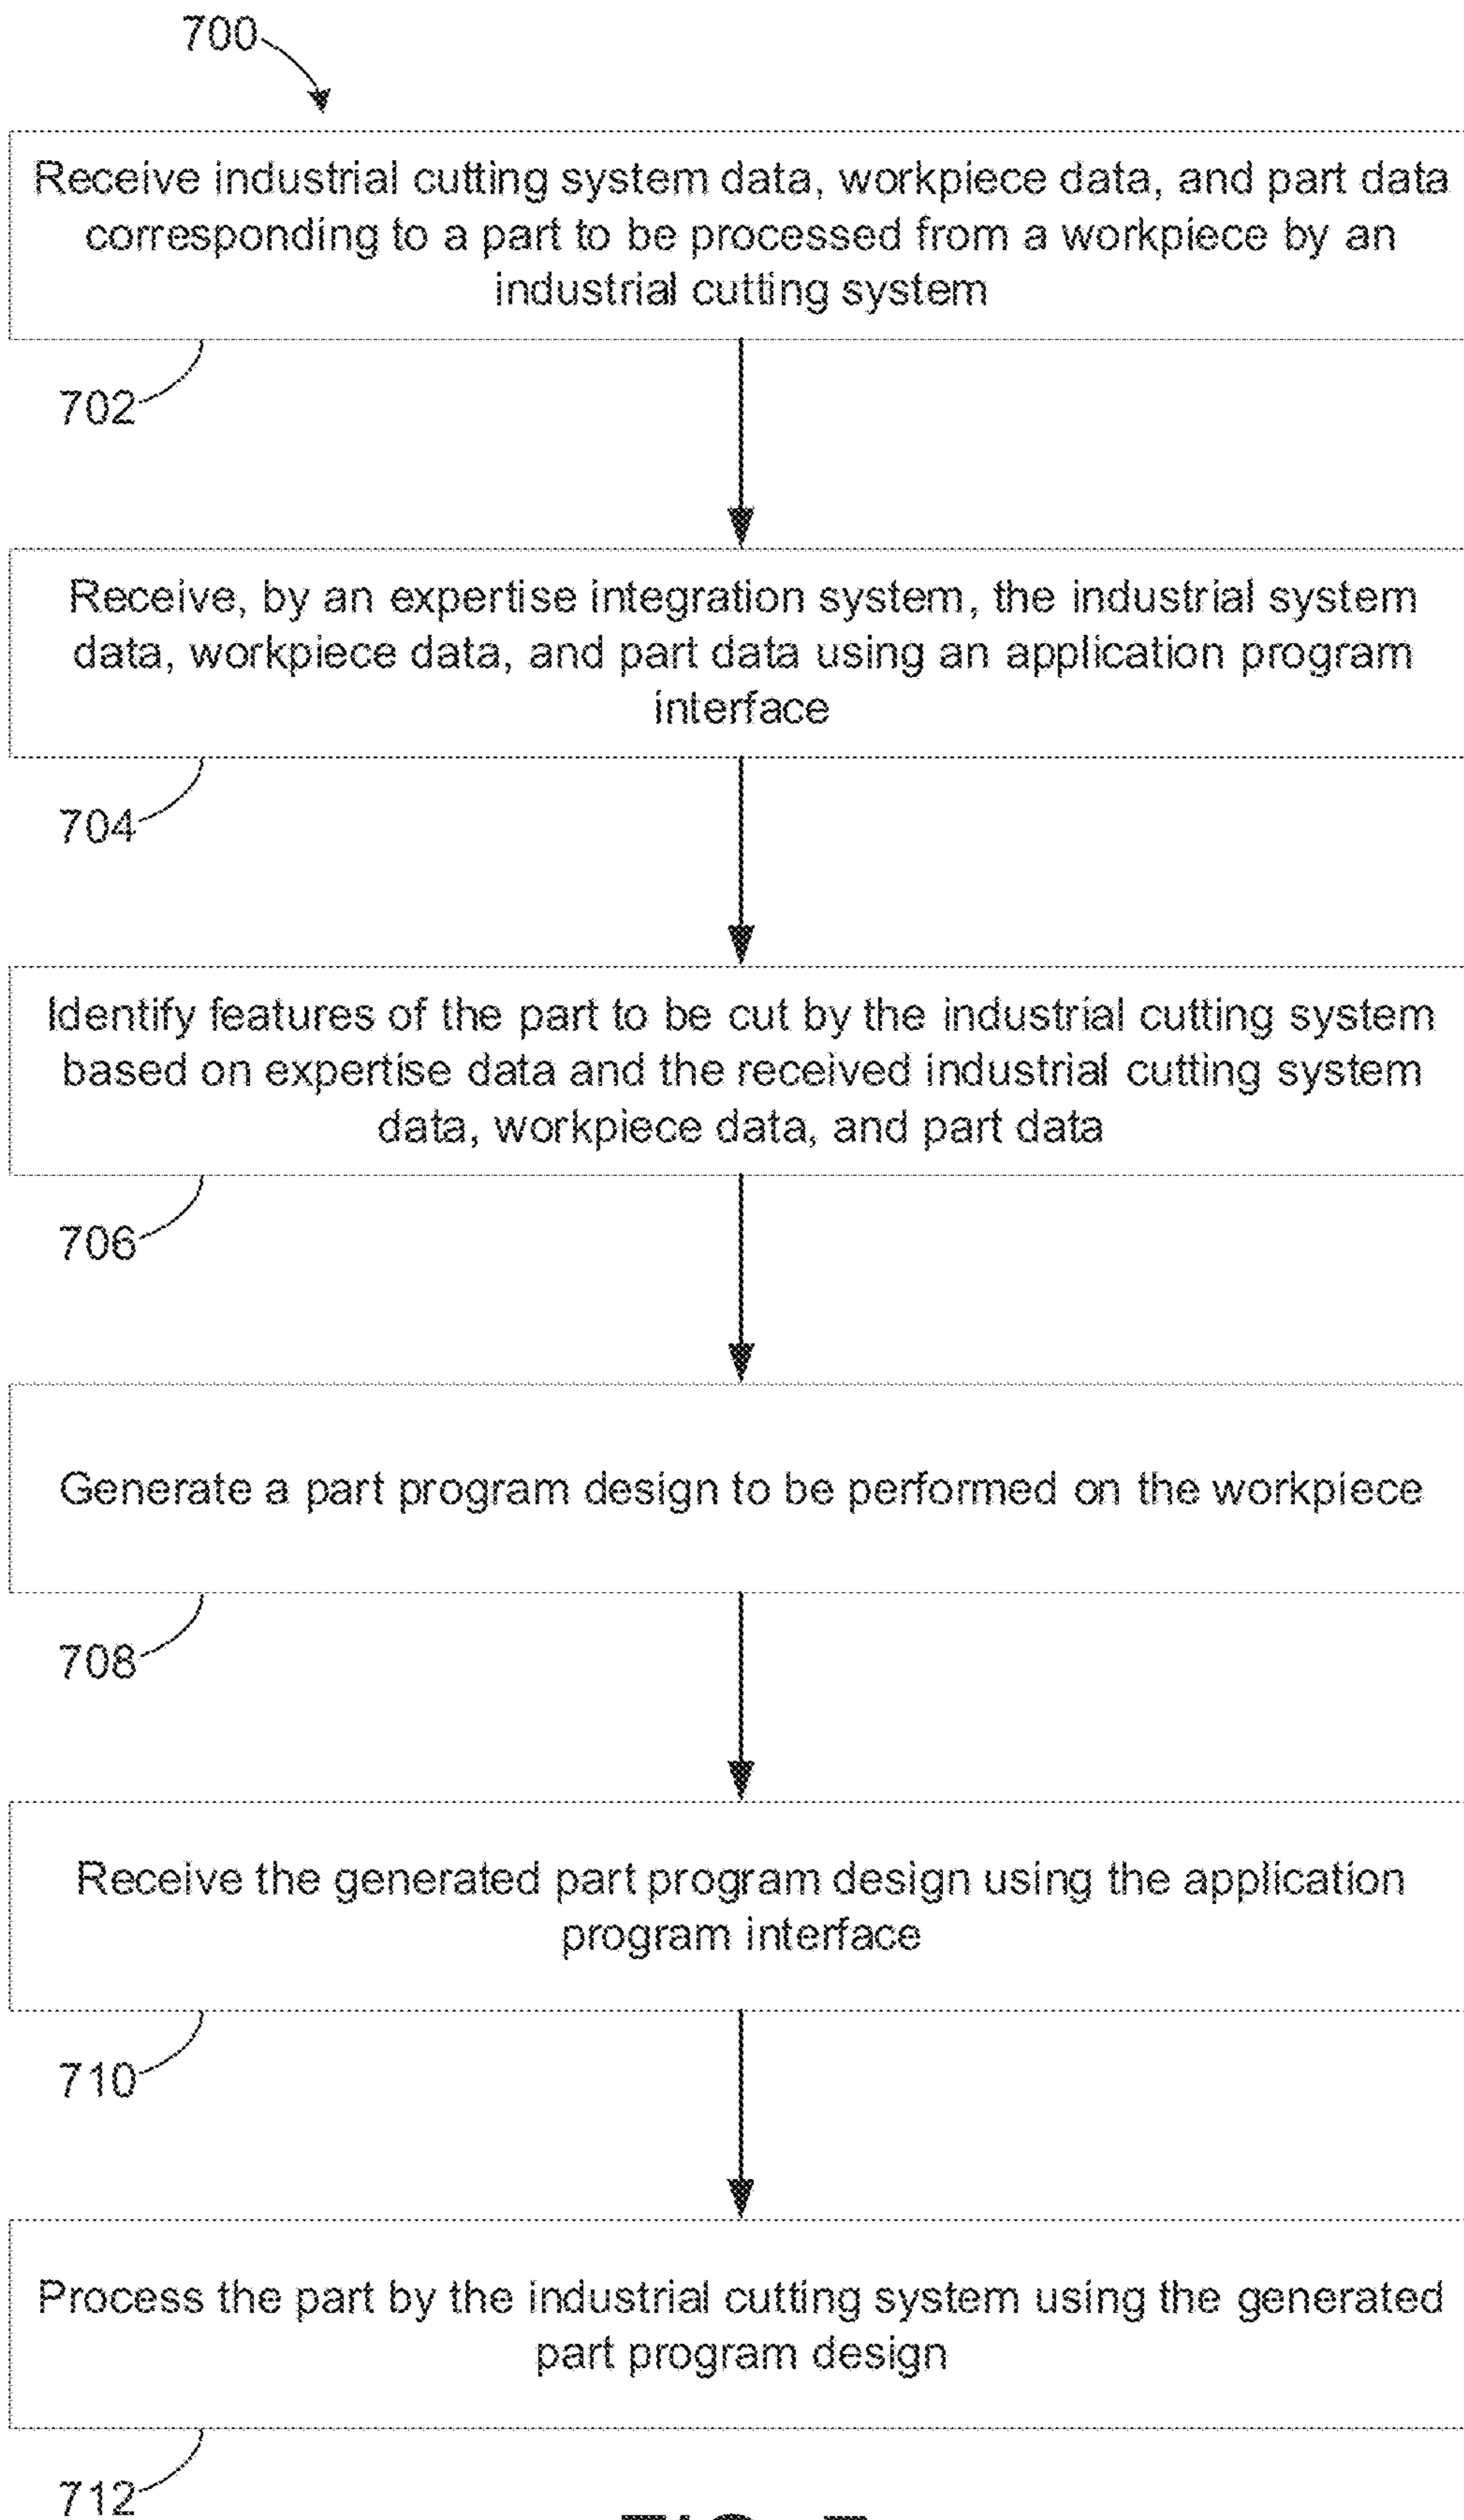 700
Receive industrial cutting system data, workpiece data, and part data
corresponding to a part to be processed from a workpiece by an
industrial cutting system
702
Receive, by an expertise integration system, the industrial system
data, workpiece data, and part data using an application program
interface
704
Identify features of the part to be cut by the industrial cutting system
based on expertise data and the received industrial cutting system
data, workpiece data, and part data
706
Generate a part program design to be performed on the workpiece
708
Receive the generated part program design using the application
program interface
710
Process the part by the industrial cutting system using the generated
part program design
712